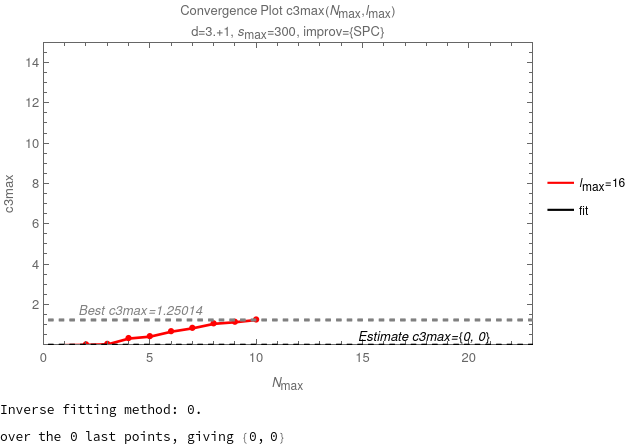 Convergence Plot c3max(Nmax,lmax)
d=3.+1, smax=300, improv={SPC}
14
12
10
8
6
4
2
c3max
Best c3max=1.25014
Estimate c3max={0, 0}
0
5
10
15
20
Nmax
lmax=16
fit
Inverse fitting method: 0.
over the 0 last points, giving {0, 0}